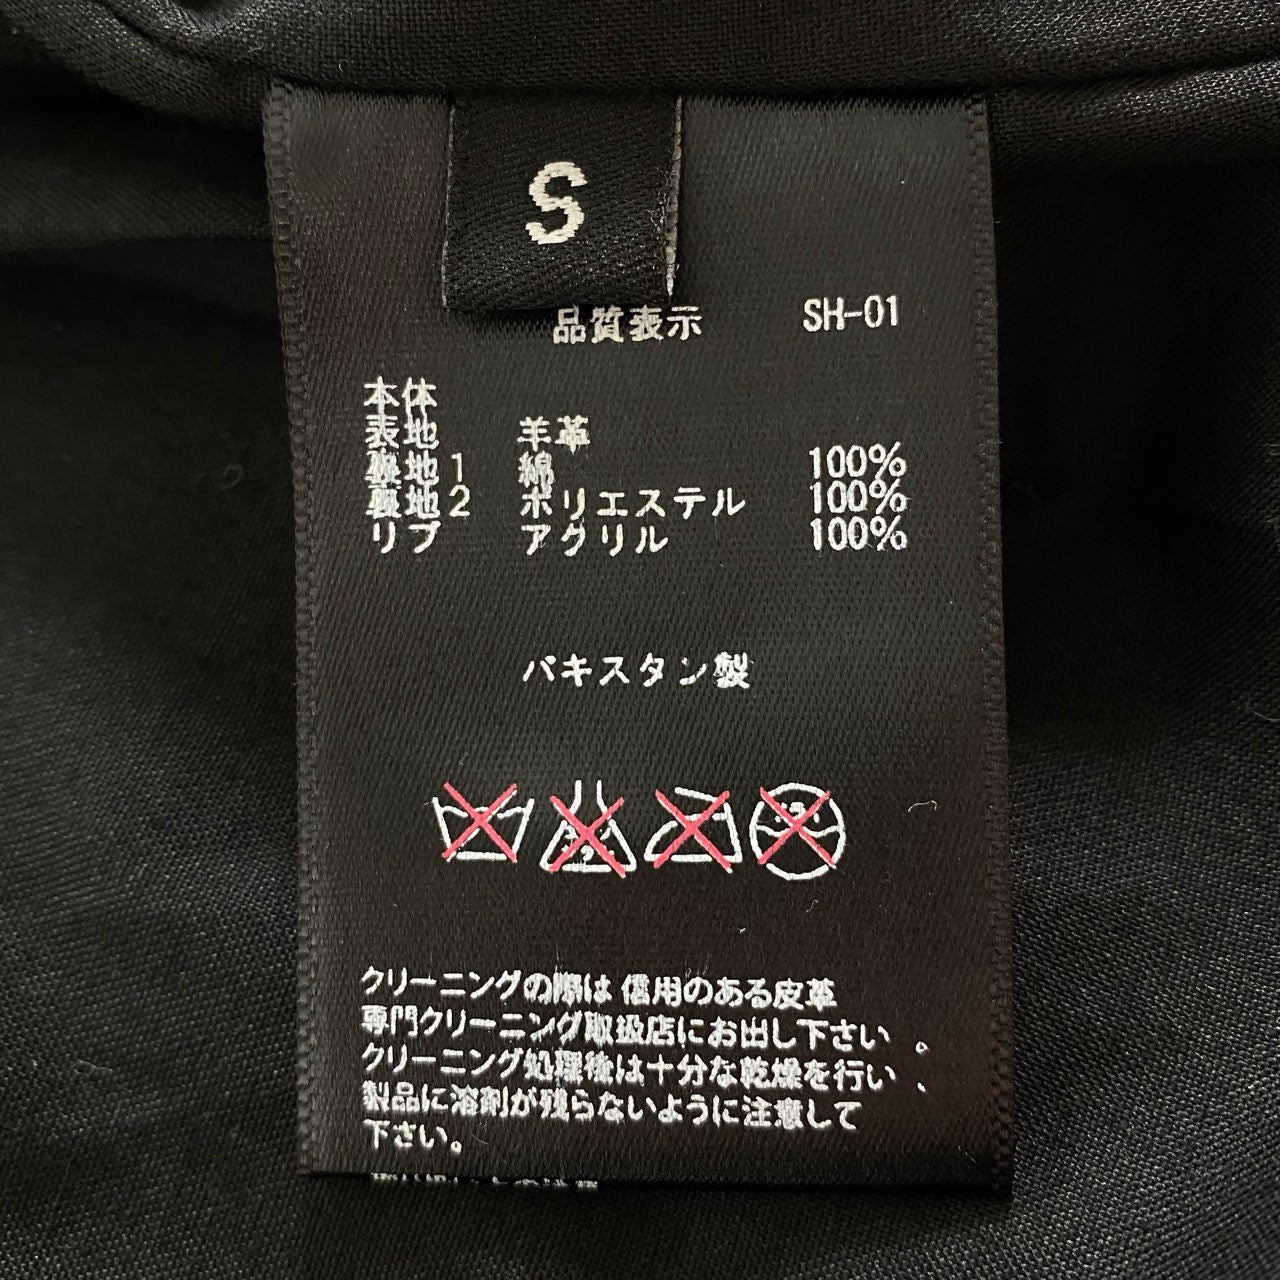 S
品質表示 SH-01
本体
表地 羊革
裏地1 綿 100%
裏地2 ポリエステル 100%
リブ アクリル 100%
パキスタン製
クリーニングの際は信用のある皮革
専門クリーニング取扱店にお出し下さい。
クリーニング処理後は十分な乾燥を行い、
製品に溶剤が残らないように注意して
下さい。